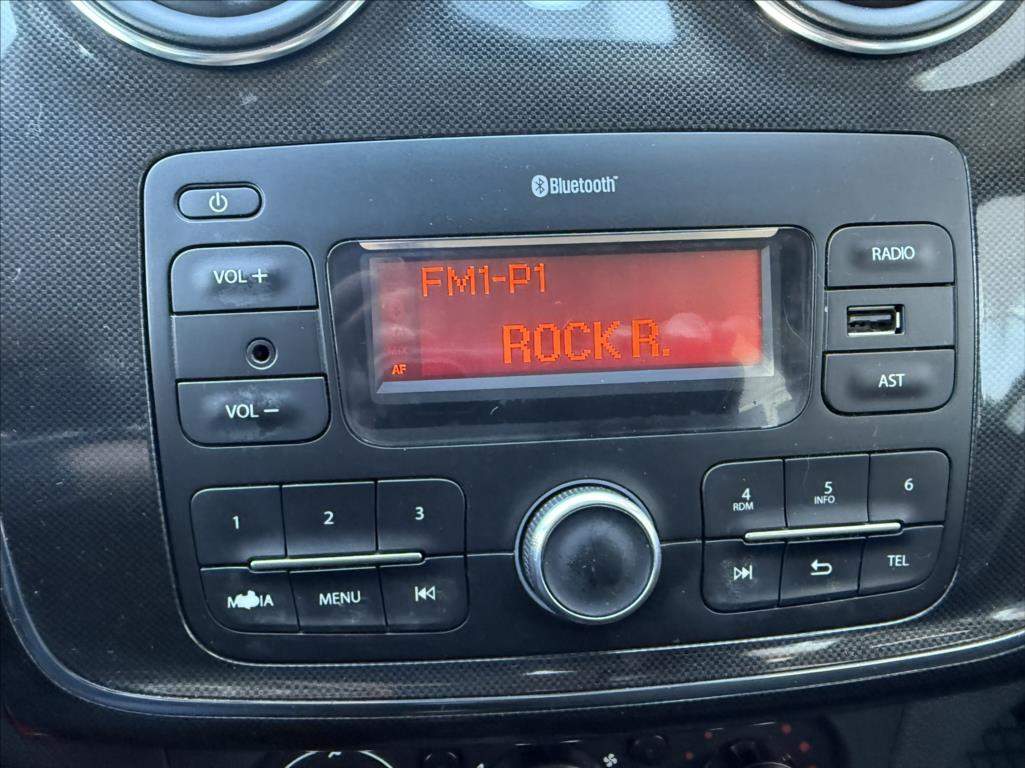 Bluetooth
VOL +
RADIO
FM1-P1
ROCK R.
AF
VOL −
AST
1
2
3
4
RDM
5
INFO
6
MEDIA
MENU
TEL